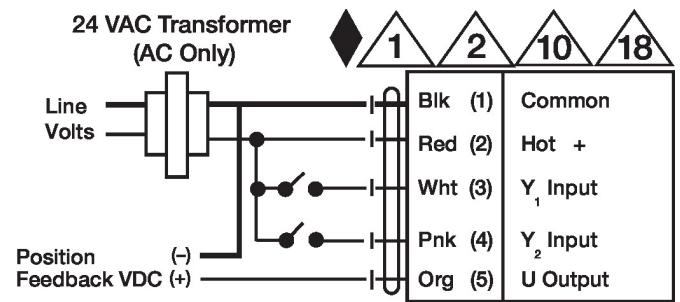 24 VAC Transformer
(AC Only)
1 2 10 18
Line
Volts
Blk (1) Common
Red (2) Hot +
Wht (3) Y1 Input
Pnk (4) Y2 Input
Position (-)
Feedback VDC (+)
Org (5) U Output